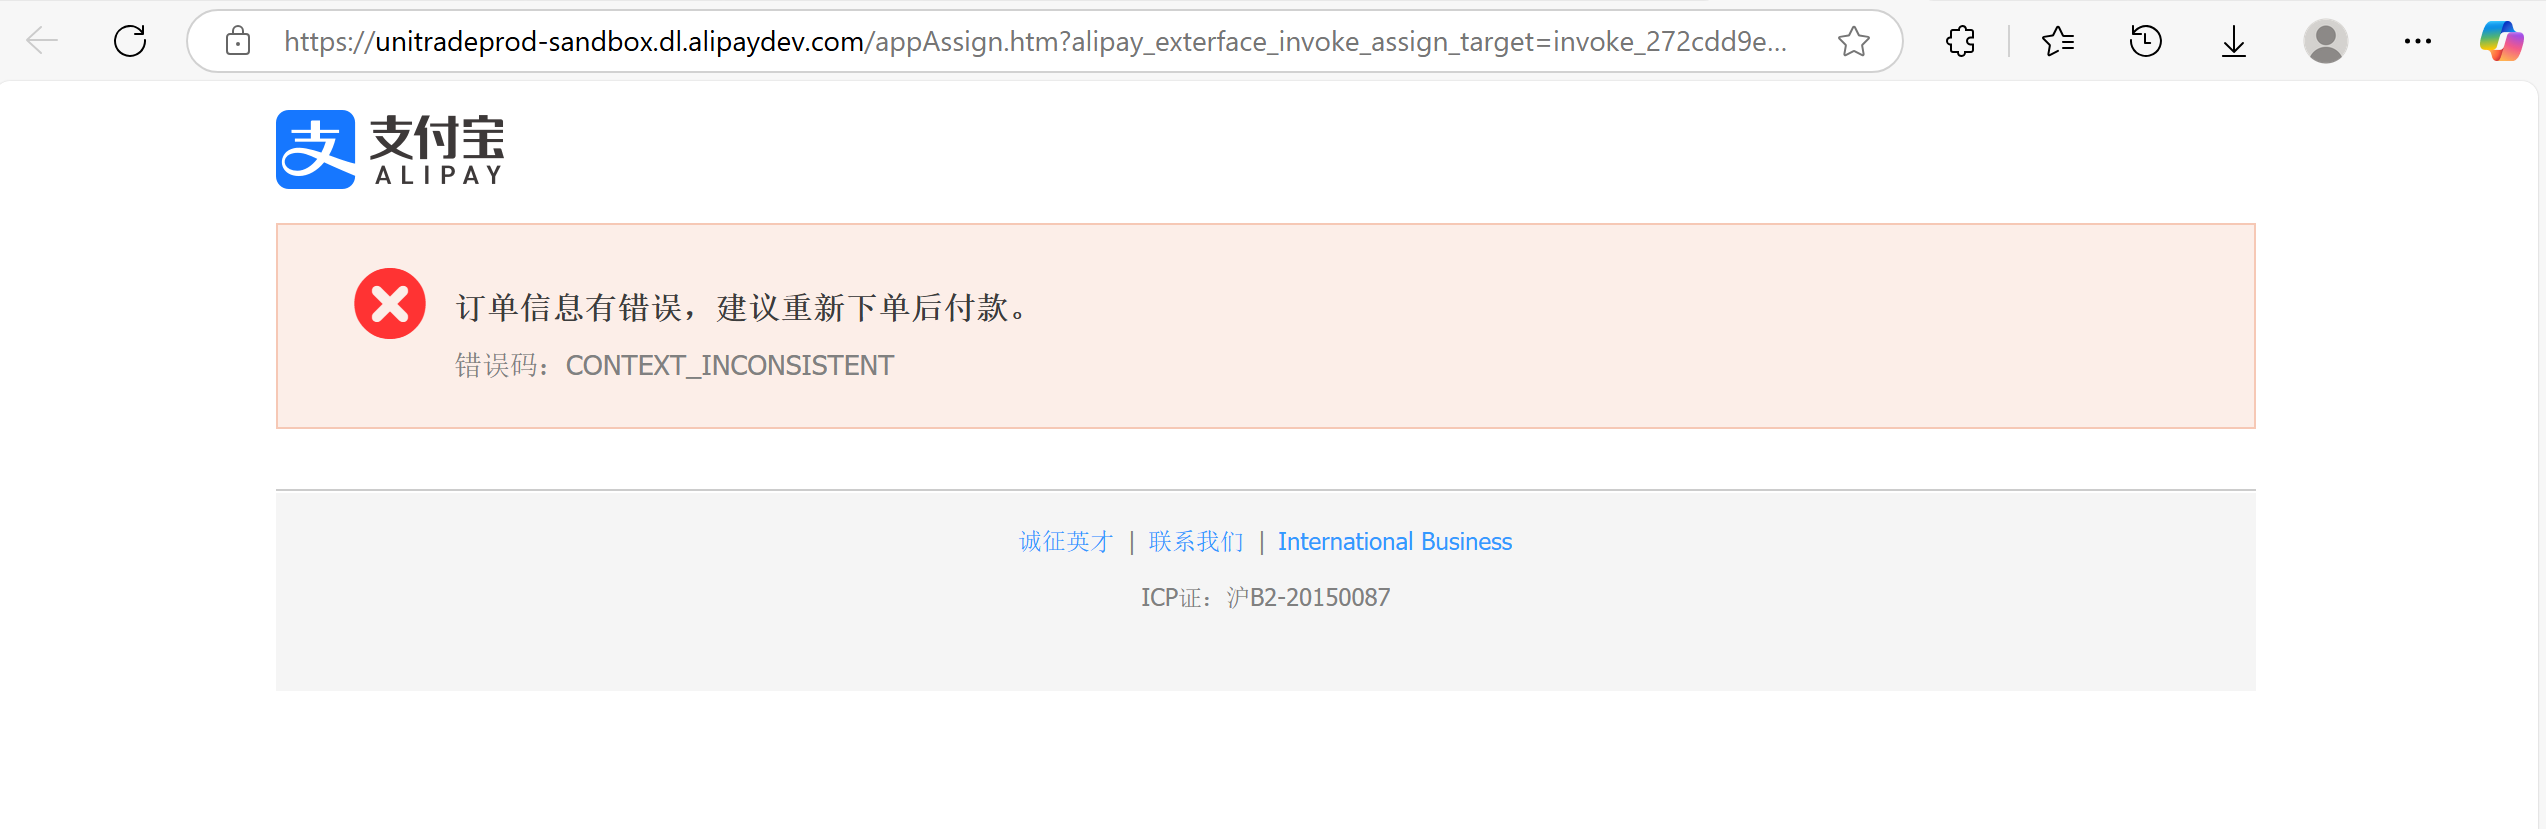 https://unitradeprod-sandbox.dl.alipaydev.com/appAssign.htm?alipay_exterface_invoke_assign_target=invoke_272cdd9e...
支 支付宝
ALIPAY
订单信息有错误，建议重新下单后付款。
错误码：CONTEXT_INCONSISTENT
诚征英才 | 联系我们 | International Business
ICP证：沪B2-20150087